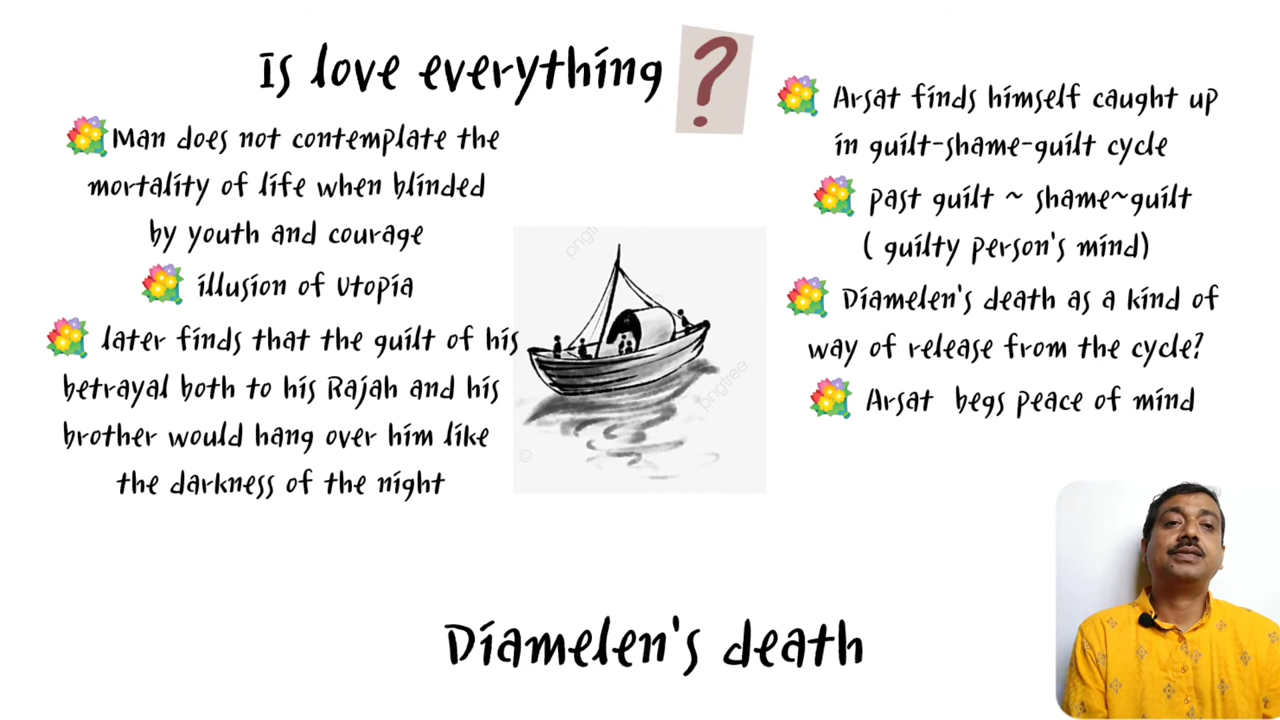 Is love everything ?
Man does not contemplate the
mortality of life when blinded
by youth and courage
illusion of Utopia
later finds that the guilt of his
betrayal both to his Rajah and his
brother would hang over him like
the darkness of the night
Arsat finds himself caught up
in guilt-shame-guilt cycle
past guilt ~ shame~guilt
( guilty person's mind)
Diamelen's death as a kind of
way of release from the cycle?
Arsat begs peace of mind
pngtree
Diamelen's death